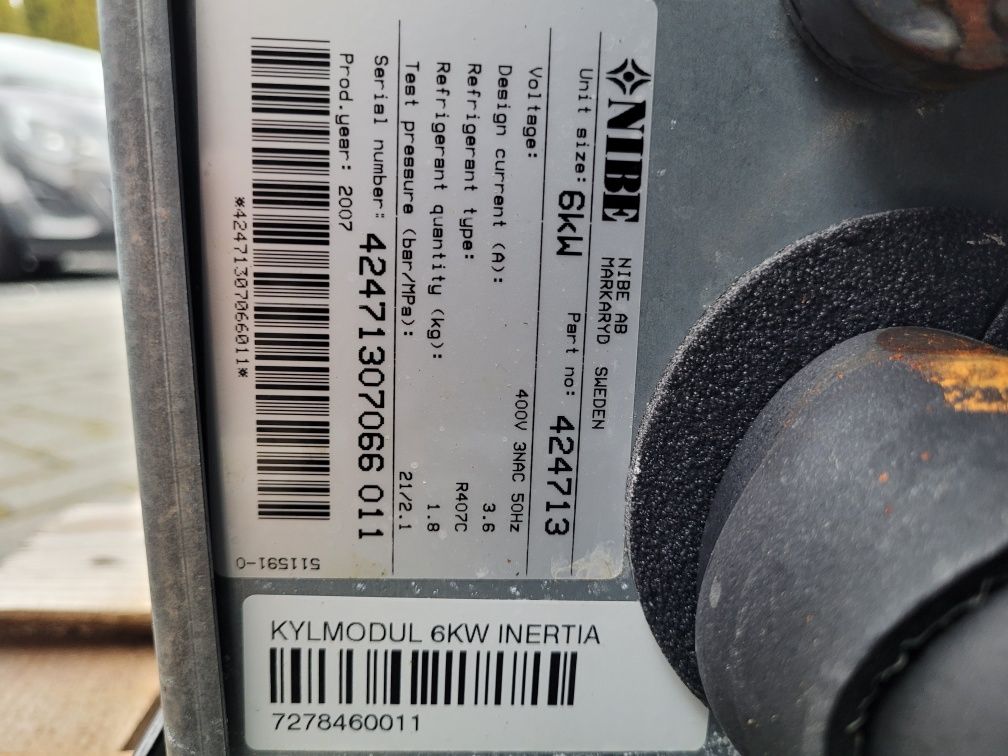 NIBE
NIBE AB
MARKARYD SWEDEN
Unit size: 6kW Part no: 424713
Voltage: 400V 3NAC 50Hz
Design current (A): 3.6
Refrigerant type: R407C
Refrigerant quantity (kg): 1.8
Test pressure (bar/MPa): 21/2.1
Serial number: 42471307066 011
Prod.year: 2007
*42471307066011*
511591-0
KYLMODUL 6KW INERTIA
7278460011